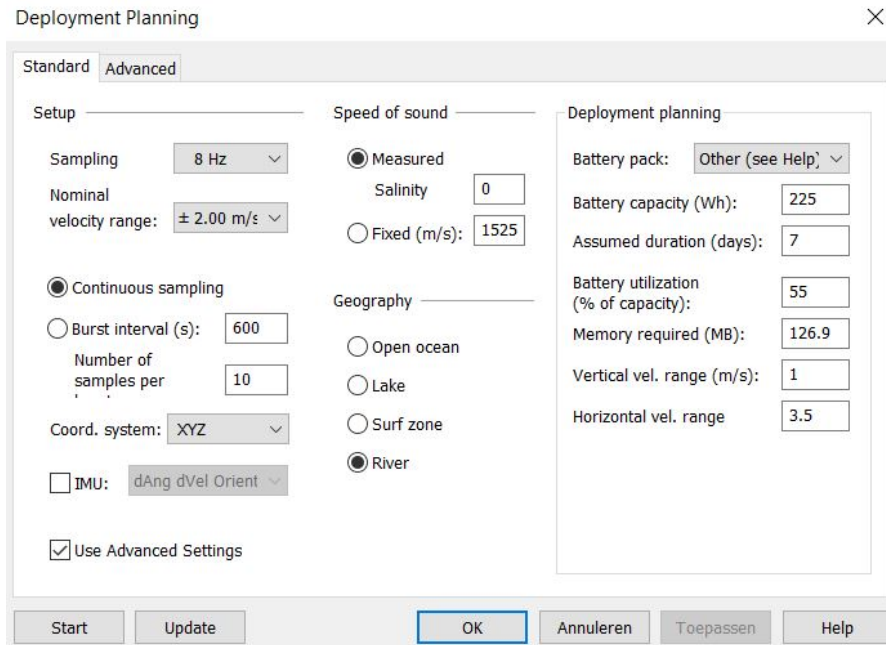 Deployment Planning
Standard
Advanced
Setup
Sampling
8 Hz
Nominal
velocity range:
± 2.00 m/s
Continuous sampling
Burst interval (s):
600
Number of
samples per
10
Coord. system:
XYZ
IMU:
dAng dVel Orient
Use Advanced Settings
Speed of sound
Measured
Salinity
0
Fixed (m/s):
1525
Geography
Open ocean
Lake
Surf zone
River
Deployment planning
Battery pack:
Other (see Help)
Battery capacity (Wh):
225
Assumed duration (days):
7
Battery utilization
(% of capacity):
55
Memory required (MB):
126.9
Vertical vel. range (m/s):
1
Horizontal vel. range
3.5
Start
Update
OK
Annuleren
Toepassen
Help